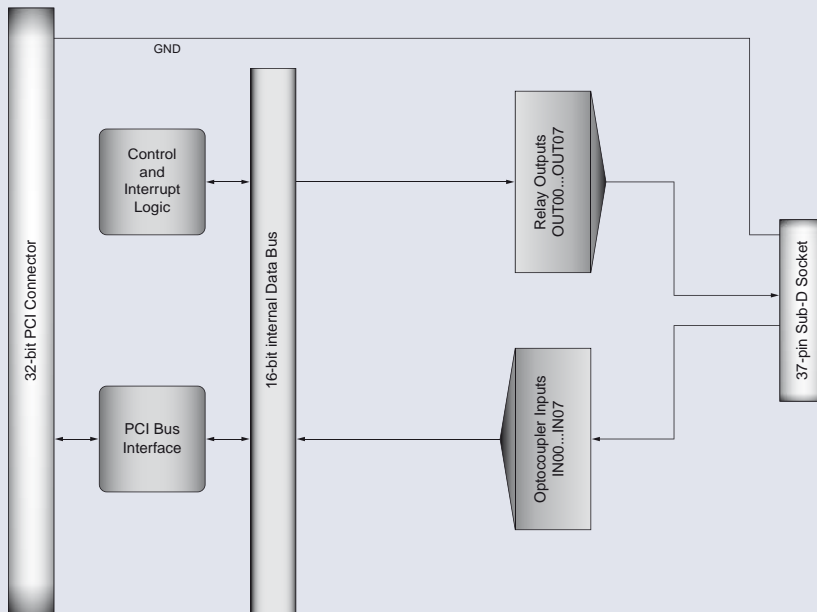 GND
Control
and
Interrupt
Logic
PCI Bus
Interface
32-bit PCI Connector
16-bit internal Data Bus
Relay Outputs
OUT00...OUT07
Optocoupler Inputs
IN00...IN07
37-pin Sub-D Socket